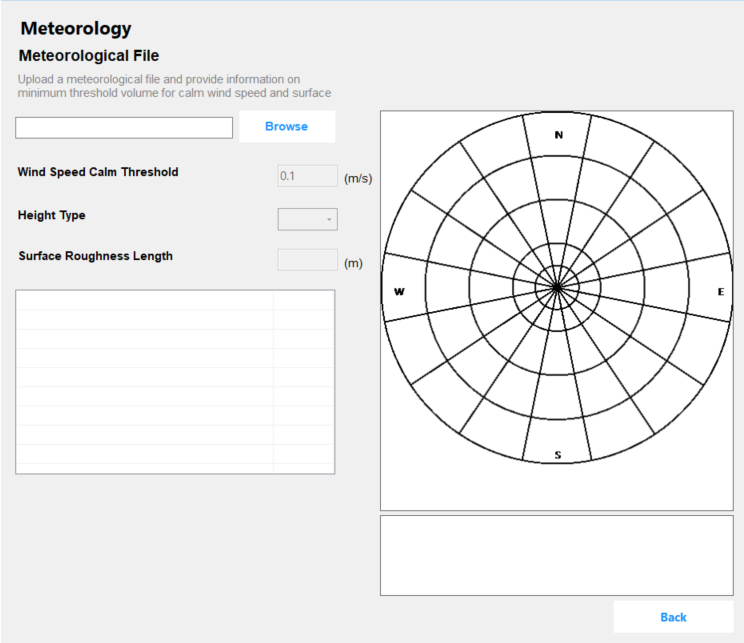 Meteorology
Meteorological File
Upload a meteorological file and provide information on
minimum threshold volume for calm wind speed and surface
Browse
Wind Speed Calm Threshold 0.1 (m/s)
Height Type
Surface Roughness Length (m)
N
W E
S
Back